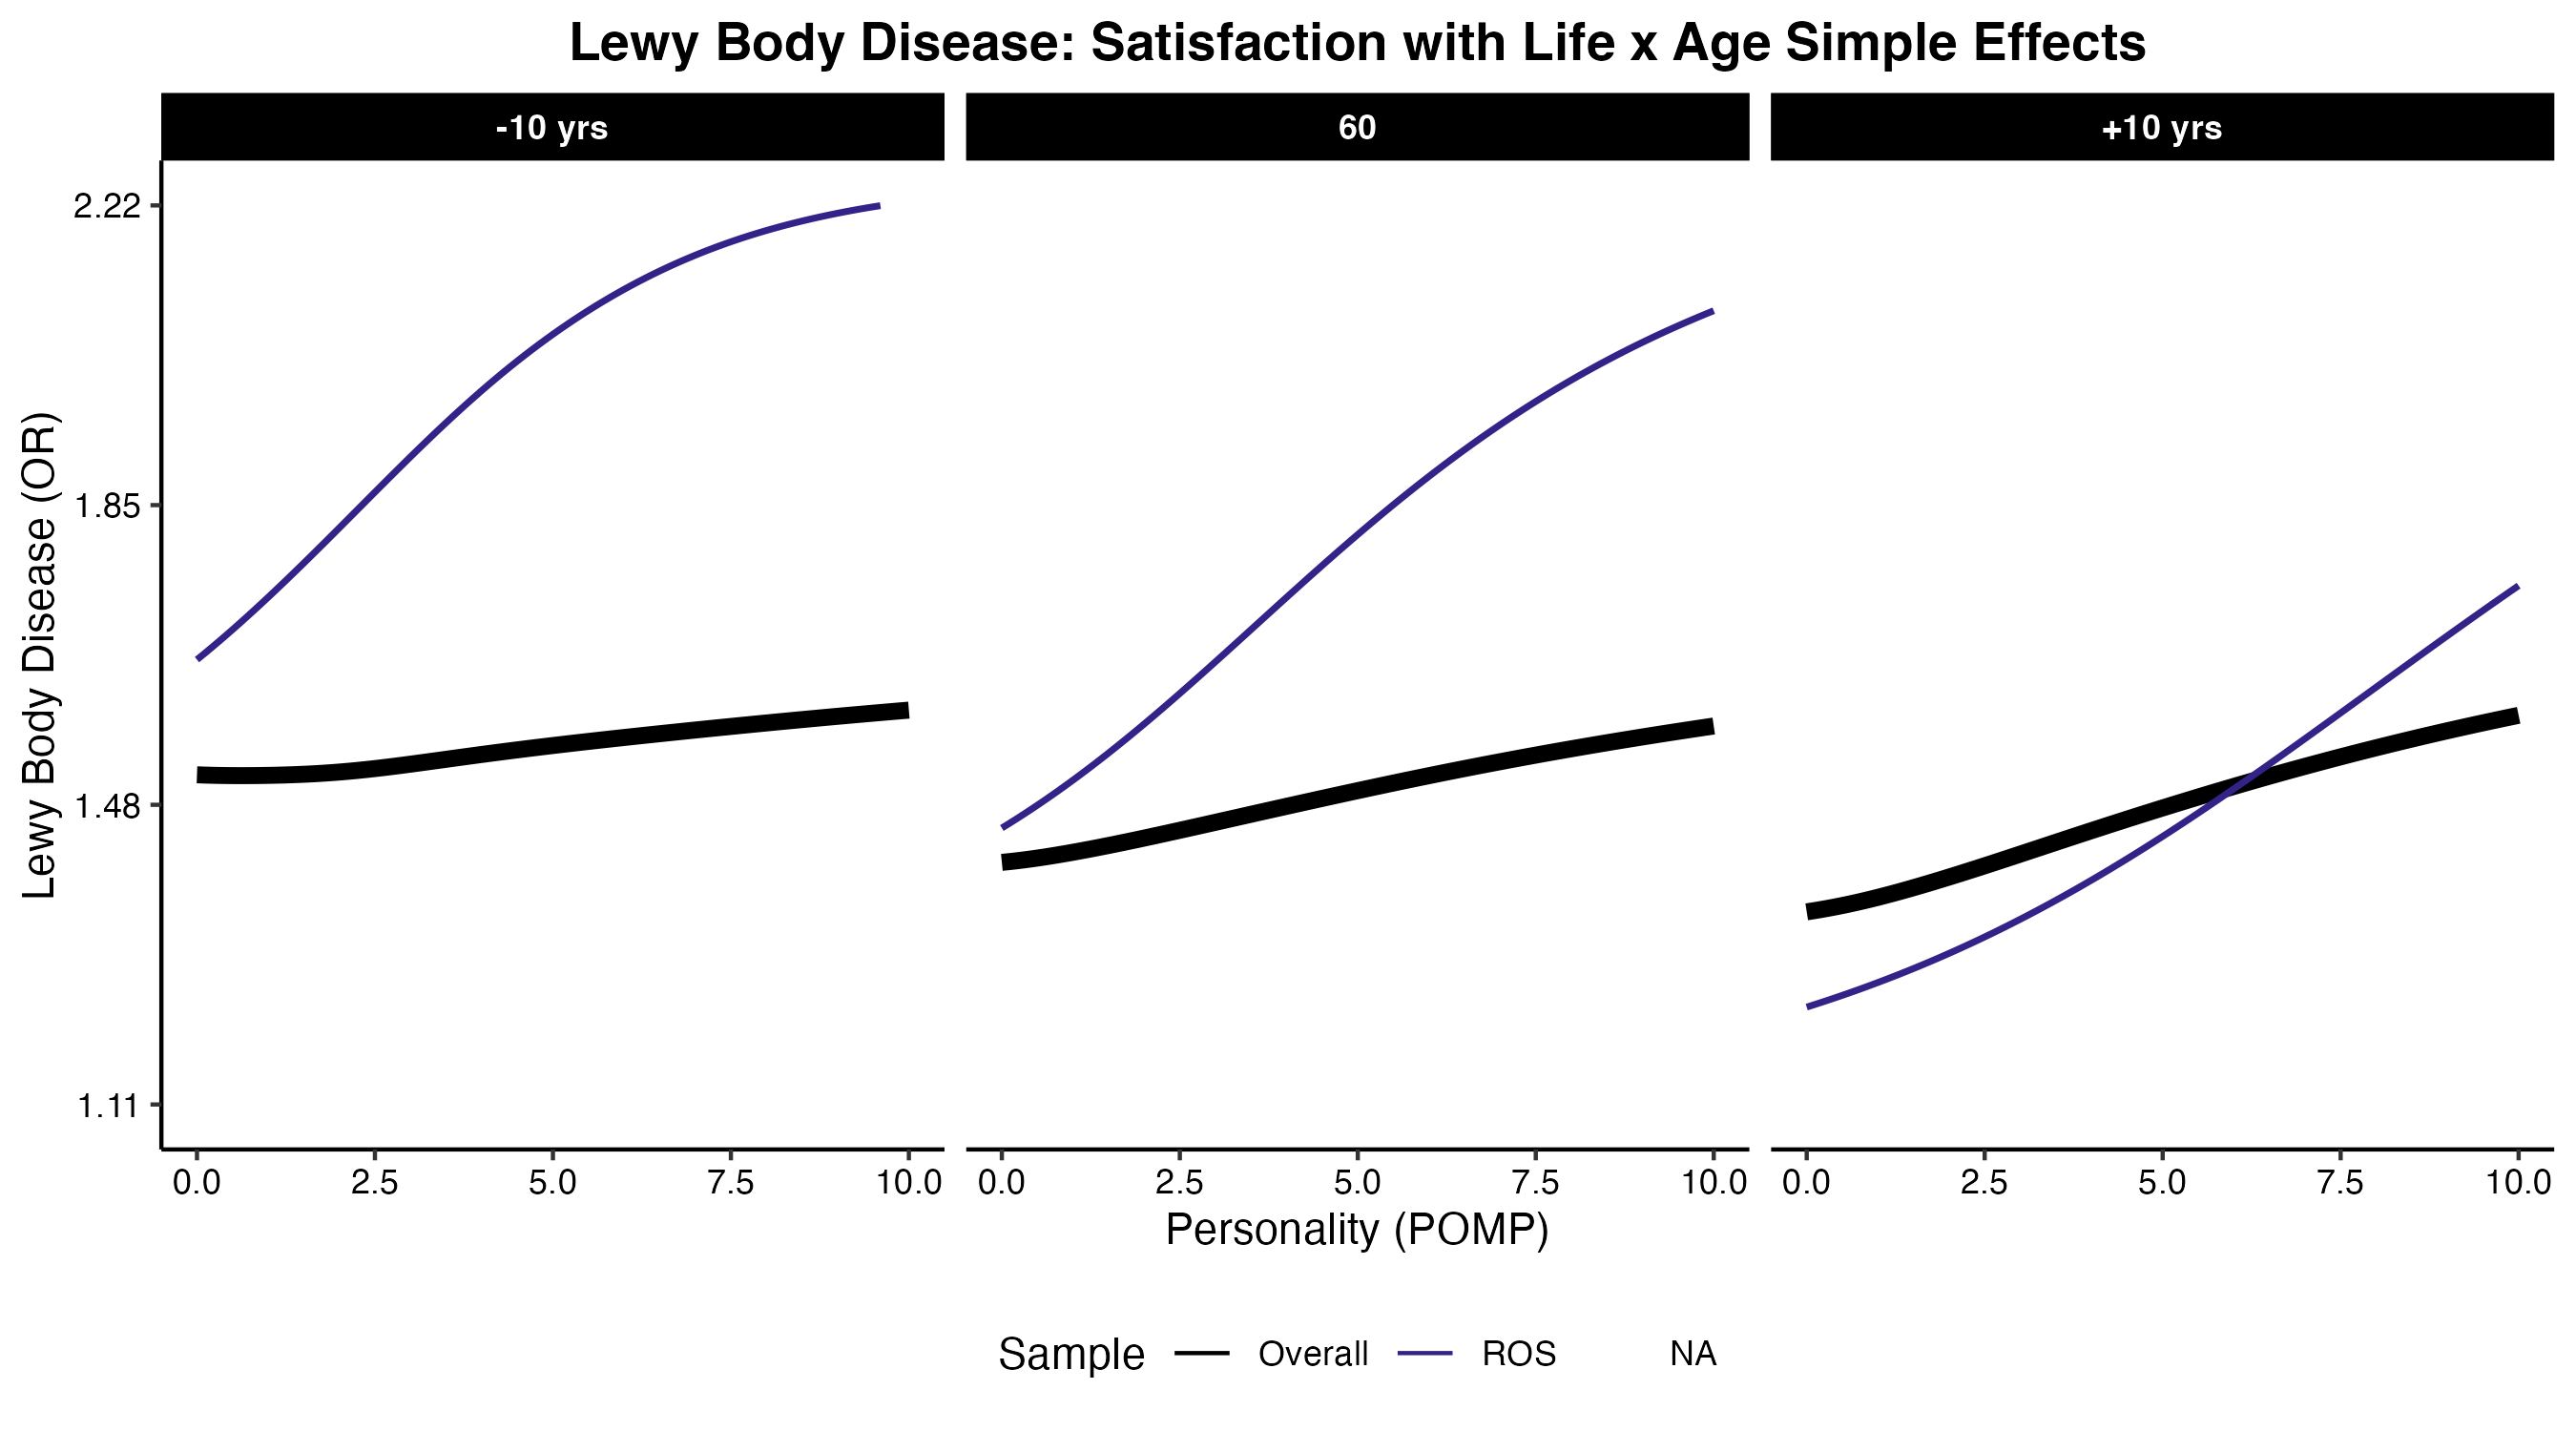 Lewy Body Disease: Satisfaction with Life x Age Simple Effects
-10 yrs 60 +10 yrs
Lewy Body Disease (OR)
2.22
1.85
1.48
1.11
0.0 2.5 5.0 7.5 10.0 0.0 2.5 5.0 7.5 10.0 0.0 2.5 5.0 7.5 10.0
Personality (POMP)
Sample Overall ROS NA